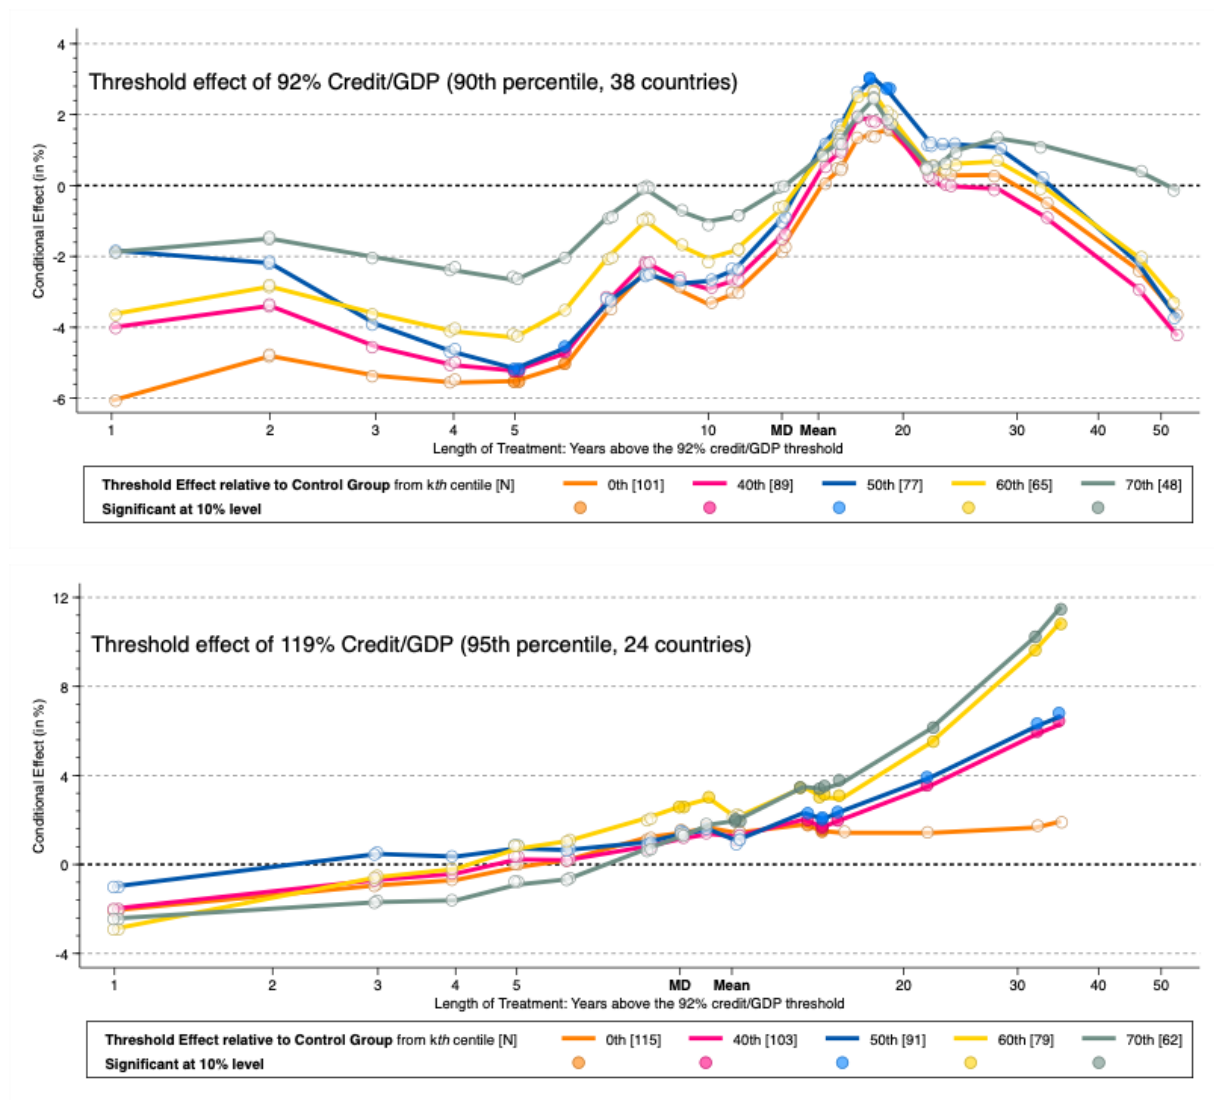 Threshold effect of 92% Credit/GDP (90th percentile, 38 countries)
Conditional Effect (in %)
4
2
0
-2
-4
-6
1 2 3 4 5 10 MD Mean 20 30 40 50
Length of Treatment: Years above the 92% credit/GDP threshold
Threshold Effect relative to Control Group from kth centile [N] 0th [101] 40th [89] 50th [77] 60th [65] 70th [48]
Significant at 10% level
Threshold effect of 119% Credit/GDP (95th percentile, 24 countries)
Conditional Effect (in %)
12
8
4
0
-4
1 2 3 4 5 MD Mean 20 30 40 50
Length of Treatment: Years above the 92% credit/GDP threshold
Threshold Effect relative to Control Group from kth centile [N] 0th [115] 40th [103] 50th [91] 60th [79] 70th [62]
Significant at 10% level